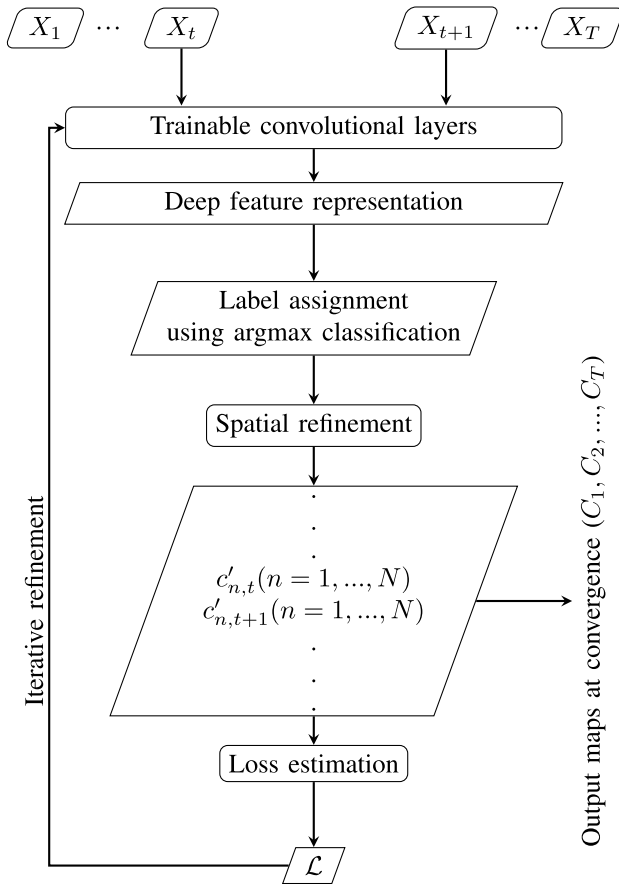 X_1 ... X_t X_{t+1} ... X_T
Trainable convolutional layers
Deep feature representation
Label assignment
using argmax classification
Spatial refinement
.
.
.
c'_{n,t}(n = 1, ..., N)
c'_{n,t+1}(n = 1, ..., N)
.
.
.
Loss estimation
ℒ
Iterative refinement
Output maps at convergence (C_1, C_2, ..., C_T)